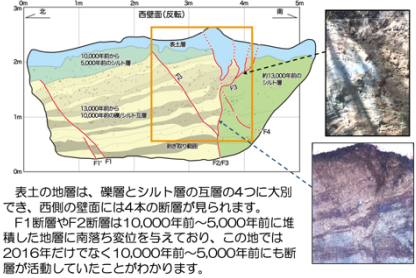 0m 1m 2m 3m 4m 5m
西壁面(反転)
北 南
3m
表土層
10,000年前から
5,000年前のシルト層
2m
F2
F3
約13,000年前の
シルト層
13,000年前から
10,000年前の礫/シルト互層
1m
剥ぎ取り範囲
F4
0m
F1' F1 F2/F3
表土の地層は、礫層とシルト層の互層の4つに大別
でき、西側の壁面には4本の断層が見られます。
F1断層やF2断層は10,000年前~5,000年前に堆
積した地層に南落ち変位を与えており、この地では
2016年だけでなく10,000年前~5,000年前にも断
層が活動していたことがわかります。